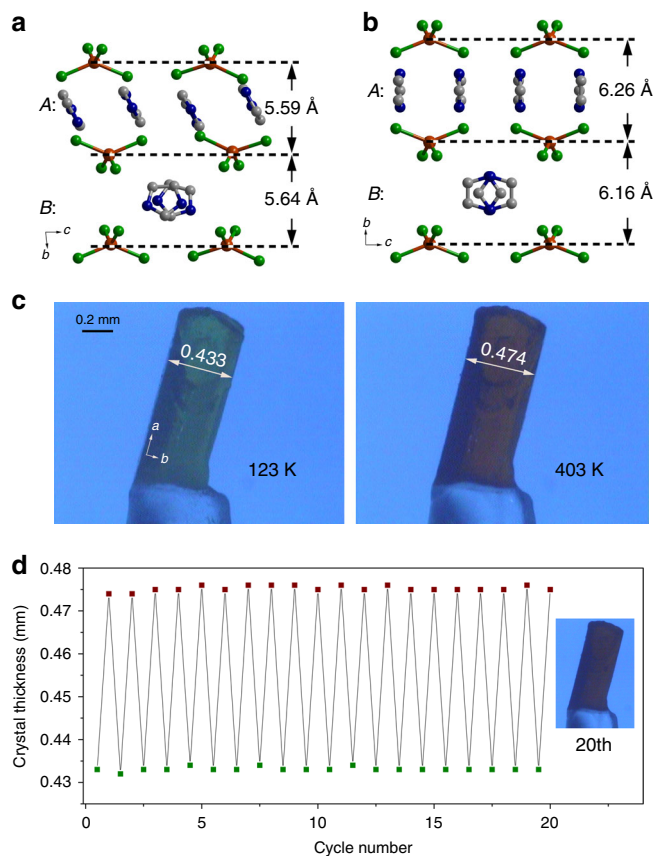 a
A:
5.59 Å
B:
5.64 Å
c
b
b
A:
6.26 Å
B:
6.16 Å
b
c
c
0.2 mm
0.433
a
b
123 K
0.474
403 K
d
Crystal thickness (mm)
0.48
0.47
0.46
0.45
0.44
0.43
0
5
10
15
20
Cycle number
20th